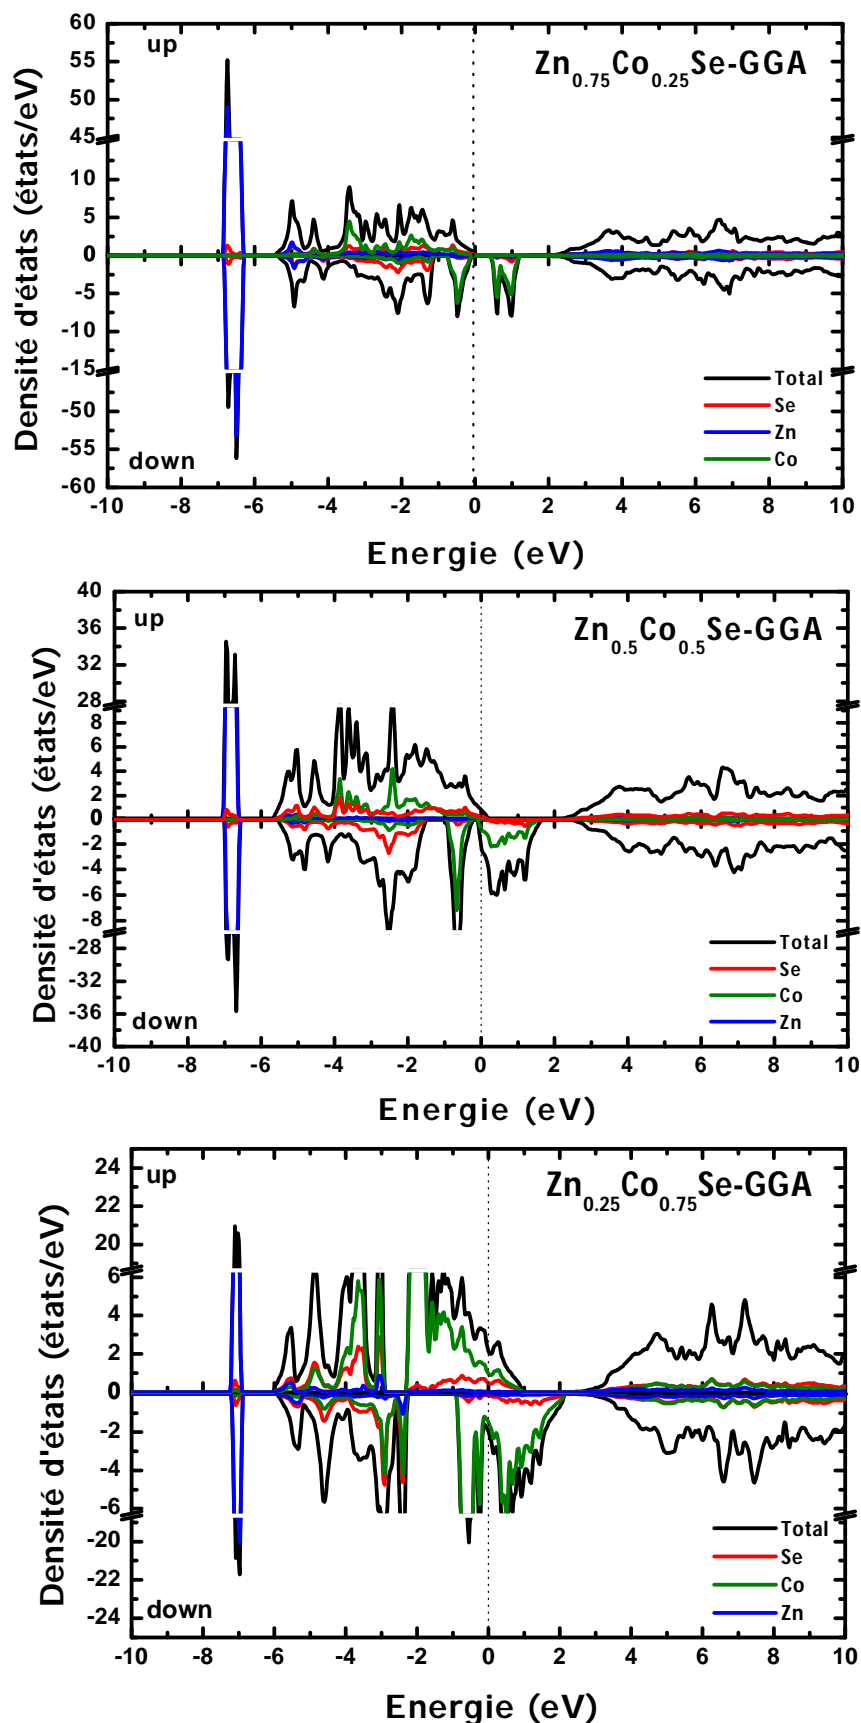 60
55
50
45
10
5
0
-5
-10
-15
-50
-55
-60
up
Zn0.75Co0.25Se-GGA
Densité d'états (états/eV)
Total
Se
Zn
Co
down
-10 -8 -6 -4 -2 0 2 4 6 8 10
Energie (eV)
40
36
32
28
8
6
4
2
0
-2
-4
-6
-8
-28
-32
-36
-40
up
Zn0.5Co0.5Se-GGA
Densité d'états (états/eV)
Total
Se
Co
Zn
down
-10 -8 -6 -4 -2 0 2 4 6 8 10
Energie (eV)
24
22
20
6
4
2
0
-2
-4
-6
-20
-22
-24
up
Zn0.25Co0.75Se-GGA
Densité d'états (états/eV)
Total
Se
Co
Zn
down
-10 -8 -6 -4 -2 0 2 4 6 8 10
Energie (eV)